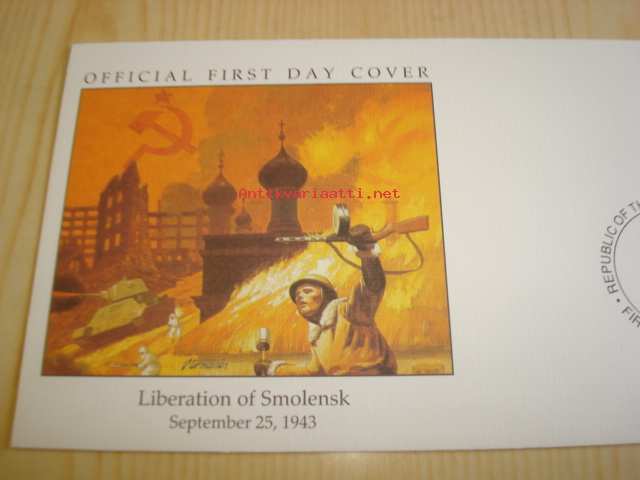 OFFICIAL FIRST DAY COVER
Antikvariaatti.net
REPUBLIC OF
Liberation of Smolensk
September 25, 1943